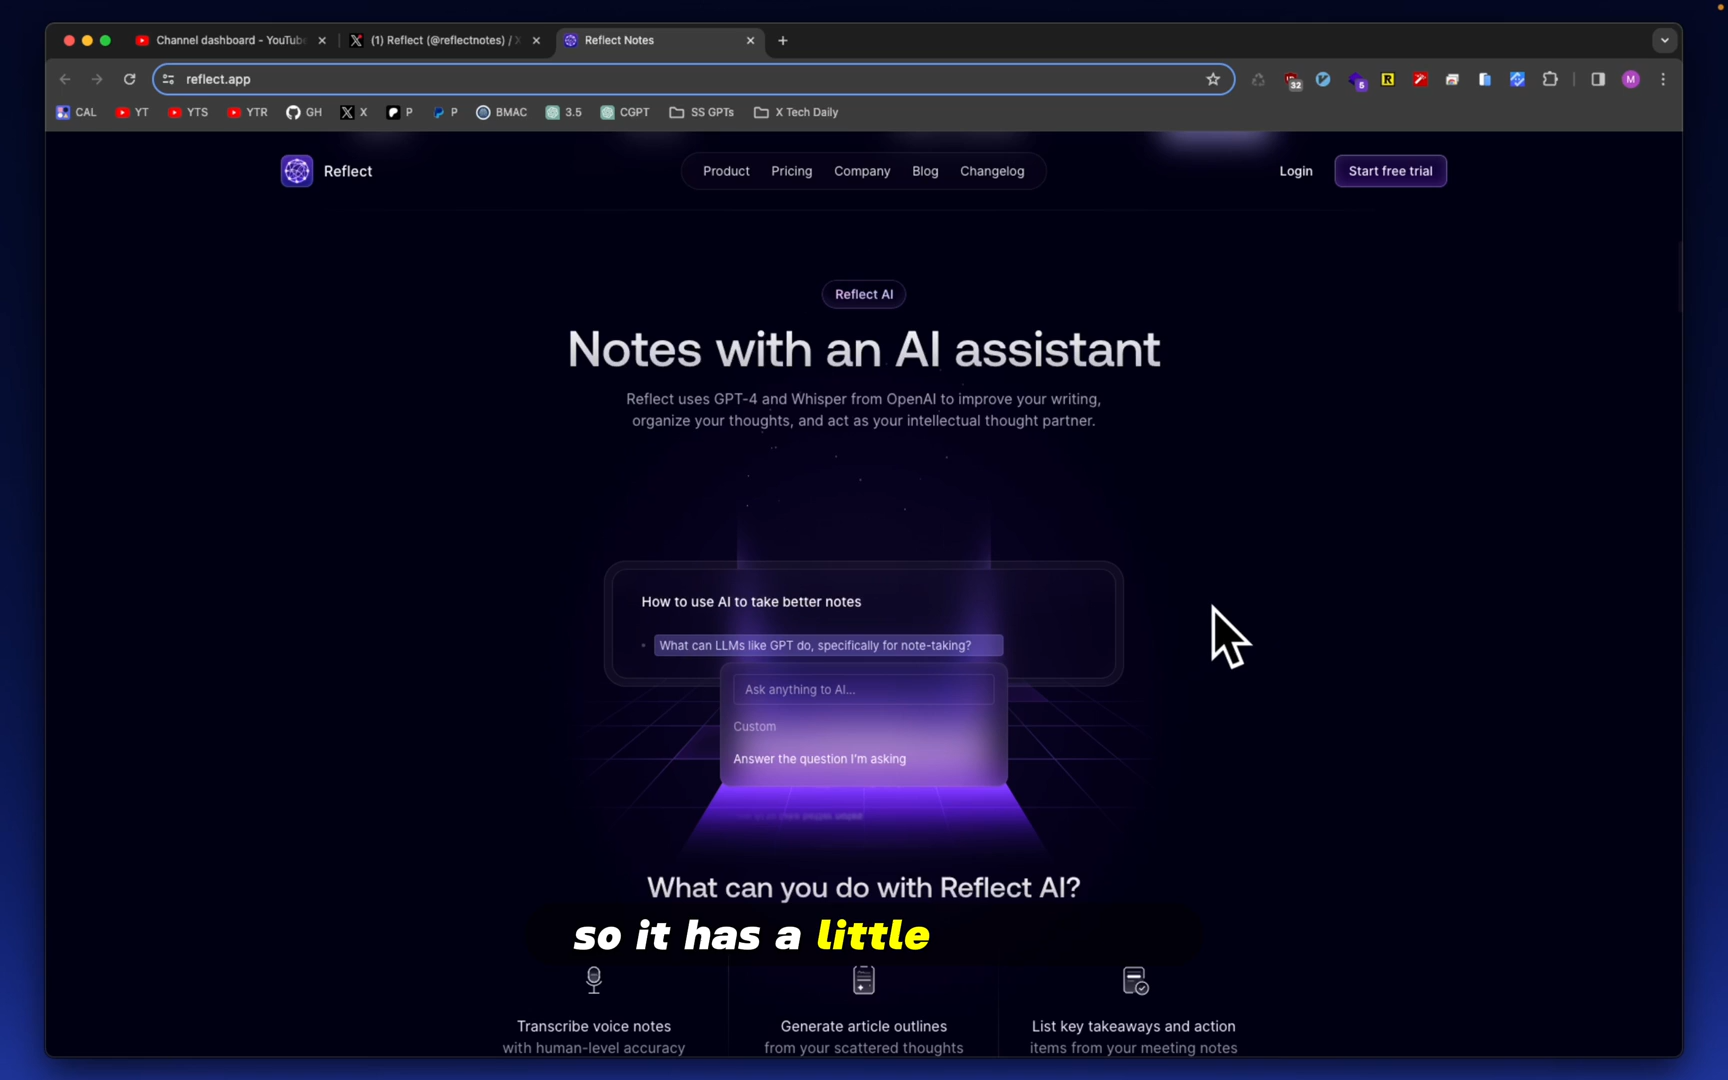 Channel dashboard - YouTube
(1) Reflect (@reflectnotes) / X
Reflect Notes
reflect.app
32
5
R
M
CAL
YT
YTS
YTR
GH
X
P
P
BMAC
3.5
CGPT
SS GPTs
X Tech Daily
Reflect
Product
Pricing
Company
Blog
Changelog
Login
Start free trial
Reflect AI
Notes with an AI assistant
Reflect uses GPT-4 and Whisper from OpenAI to improve your writing,
organize your thoughts, and act as your intellectual thought partner.
How to use AI to take better notes
What can LLMs like GPT do, specifically for note-taking?
Ask anything to AI...
Custom
Answer the question I'm asking
What can you do with Reflect AI?
so it has a little
Transcribe voice notes
with human-level accuracy
Generate article outlines
from your scattered thoughts
List key takeaways and action
items from your meeting notes